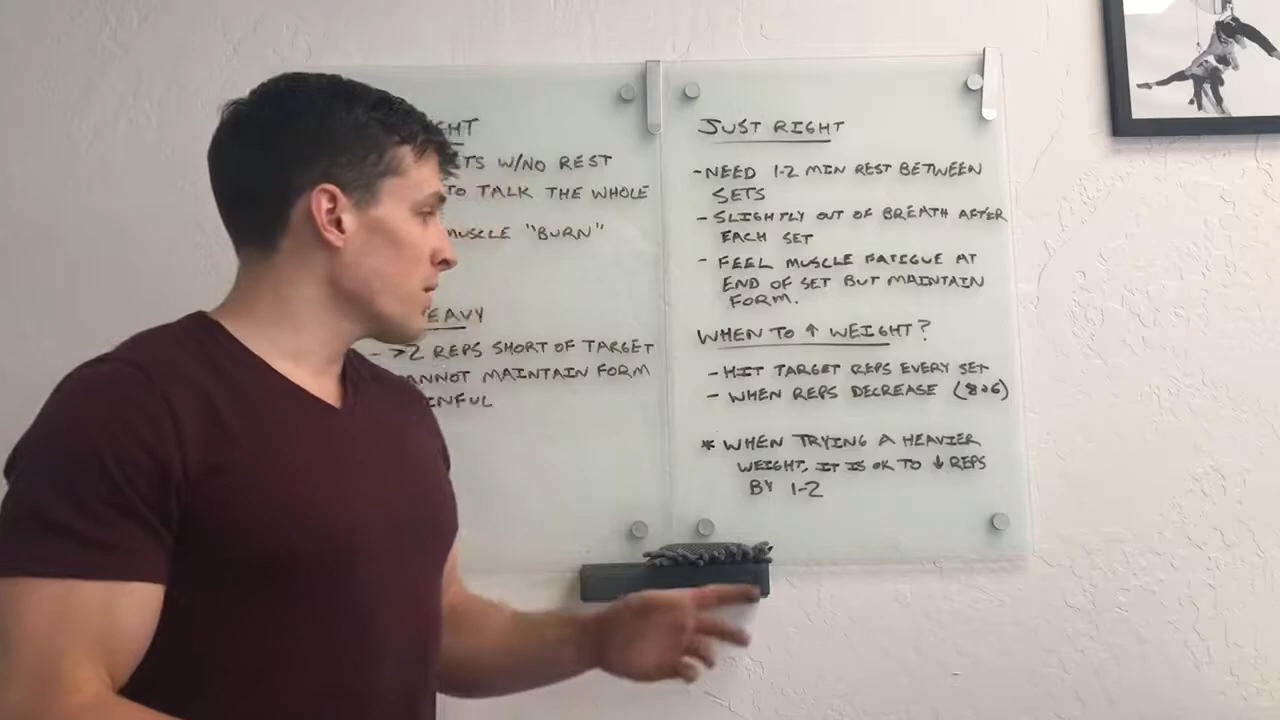 W/NO REST
TO TALK THE WHOLE
MUSCLE "BURN"
- >2 REPS SHORT OF TARGET
MAINTAIN FORM
JUST RIGHT
- NEED 1-2 MIN REST BETWEEN
SETS
- SLIGHTLY OUT OF BREATH AFTER
EACH SET
- FEEL MUSCLE FATIGUE AT
END OF SET BUT MAINTAIN
FORM.
WHEN TO ↑ WEIGHT?
- HIT TARGET REPS EVERY SET
- WHEN REPS DECREASE (8→6)
* WHEN TRYING A HEAVIER
WEIGHT, IT IS OK TO ↓ REPS
BY 1-2